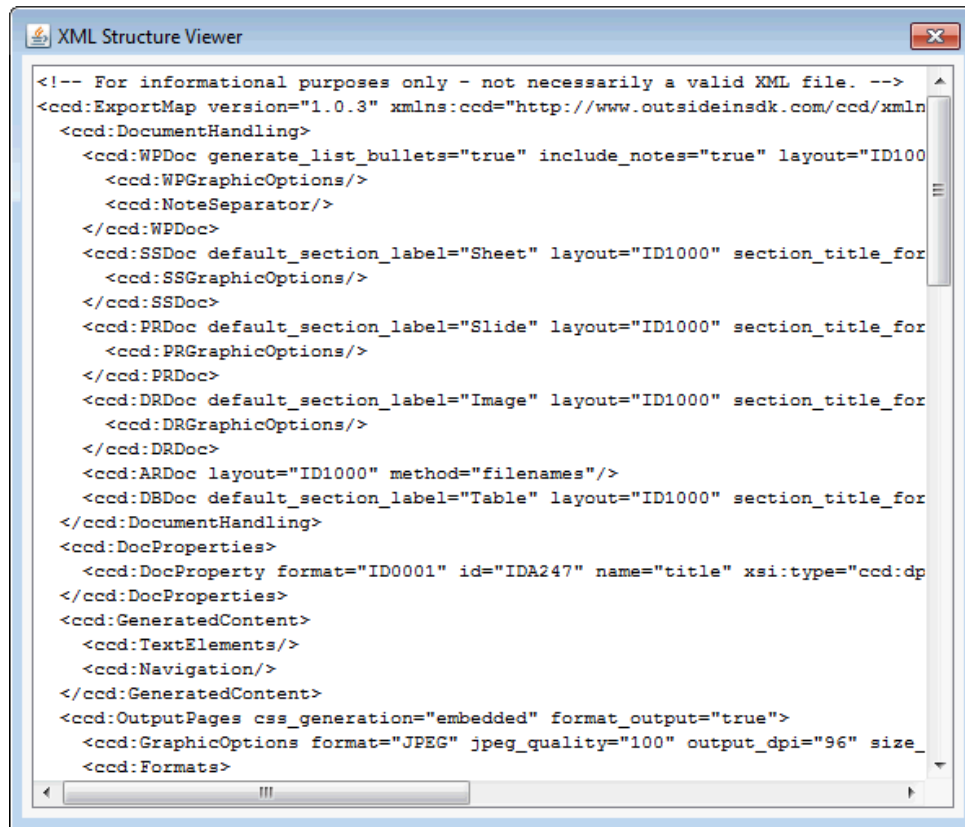 XML Structure Viewer
<!-- For informational purposes only - not necessarily a valid XML file. -->
<ccd:ExportMap version="1.0.3" xmlns:ccd="http://www.outsideinsdk.com/ccd/xmln
  <ccd:DocumentHandling>
    <ccd:WPDoc generate_list_bullets="true" include_notes="true" layout="ID100
      <ccd:WPGraphicOptions/>
      <ccd:NoteSeparator/>
    </ccd:WPDoc>
    <ccd:SSDoc default_section_label="Sheet" layout="ID1000" section_title_for
      <ccd:SSGraphicOptions/>
    </ccd:SSDoc>
    <ccd:PRDoc default_section_label="Slide" layout="ID1000" section_title_for
      <ccd:PRGraphicOptions/>
    </ccd:PRDoc>
    <ccd:DRDoc default_section_label="Image" layout="ID1000" section_title_for
      <ccd:DRGraphicOptions/>
    </ccd:DRDoc>
    <ccd:ARDoc layout="ID1000" method="filenames"/>
    <ccd:DBDoc default_section_label="Table" layout="ID1000" section_title_for
  </ccd:DocumentHandling>
  <ccd:DocProperties>
    <ccd:DocProperty format="ID0001" id="IDA247" name="title" xsi:type="ccd:dp
  </ccd:DocProperties>
  <ccd:GeneratedContent>
    <ccd:TextElements/>
    <ccd:Navigation/>
  </ccd:GeneratedContent>
  <ccd:OutputPages css_generation="embedded" format_output="true">
    <ccd:GraphicOptions format="JPEG" jpeg_quality="100" output_dpi="96" size_
    <ccd:Formats>